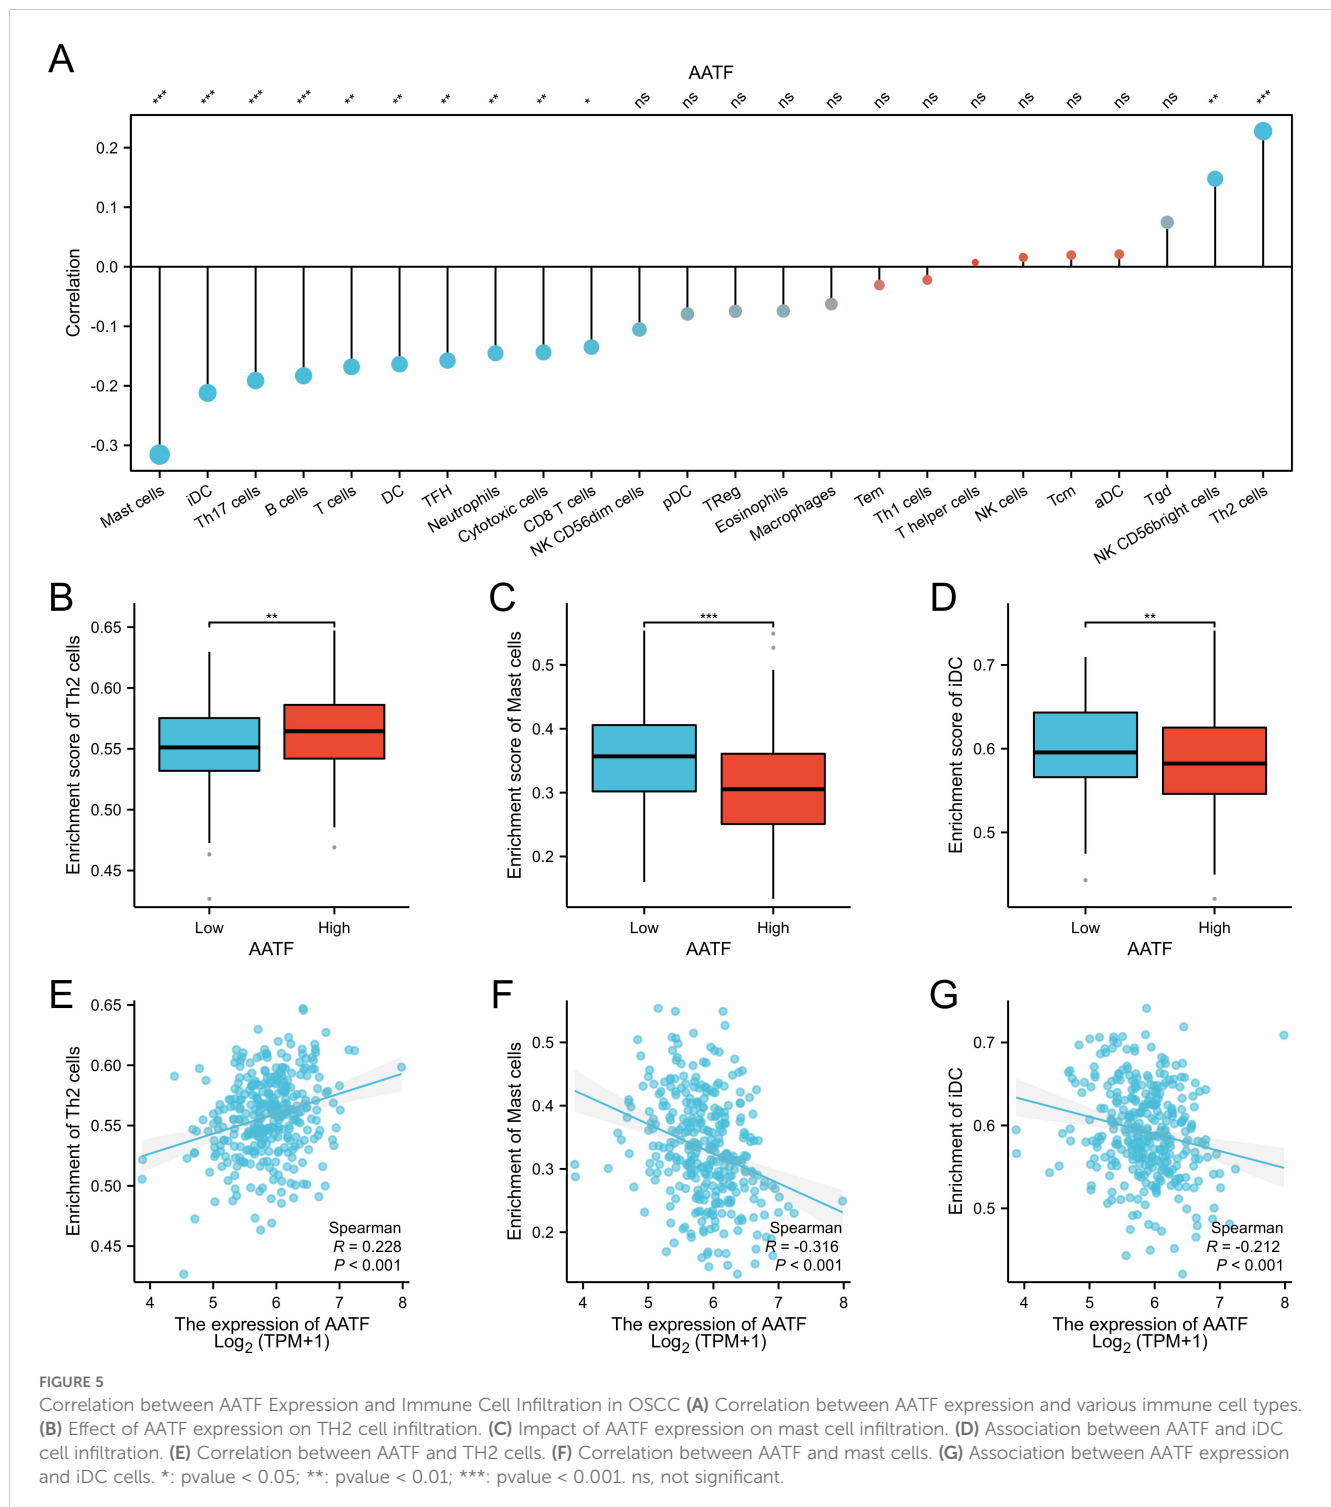 A
AATF
*** *** *** *** ** ** ** ** ** * ns ns ns ns ns ns ns ns ns ns ns ns ** ***
Correlation
0.2
0.1
0.0
-0.1
-0.2
-0.3
Mast cells iDC Th17 cells B cells T cells DC TFH Neutrophils Cytotoxic cells CD8 T cells NK CD56dim cells pDC TReg Eosinophils Macrophages Tem Th1 cells T helper cells NK cells Tcm aDC Tgd NK CD56bright cells Th2 cells
B
**
Enrichment score of Th2 cells
0.65
0.60
0.55
0.50
0.45
Low High
AATF
C
***
Enrichment score of Mast cells
0.5
0.4
0.3
0.2
Low High
AATF
D
**
Enrichment score of iDC
0.7
0.6
0.5
Low High
AATF
E
Enrichment of Th2 cells
0.65
0.60
0.55
0.50
0.45
Spearman
R = 0.228
P < 0.001
4 5 6 7 8
The expression of AATF
Log2 (TPM+1)
F
Enrichment of Mast cells
0.5
0.4
0.3
0.2
Spearman
R = -0.316
P < 0.001
4 5 6 7 8
The expression of AATF
Log2 (TPM+1)
G
Enrichment of iDC
0.7
0.6
0.5
Spearman
R = -0.212
P < 0.001
4 5 6 7 8
The expression of AATF
Log2 (TPM+1)
FIGURE 5
Correlation between AATF Expression and Immune Cell Infiltration in OSCC (A) Correlation between AATF expression and various immune cell types.
(B) Effect of AATF expression on TH2 cell infiltration. (C) Impact of AATF expression on mast cell infiltration. (D) Association between AATF and iDC
cell infiltration. (E) Correlation between AATF and TH2 cells. (F) Correlation between AATF and mast cells. (G) Association between AATF expression
and iDC cells. *: pvalue < 0.05; **: pvalue < 0.01; ***: pvalue < 0.001. ns, not significant.